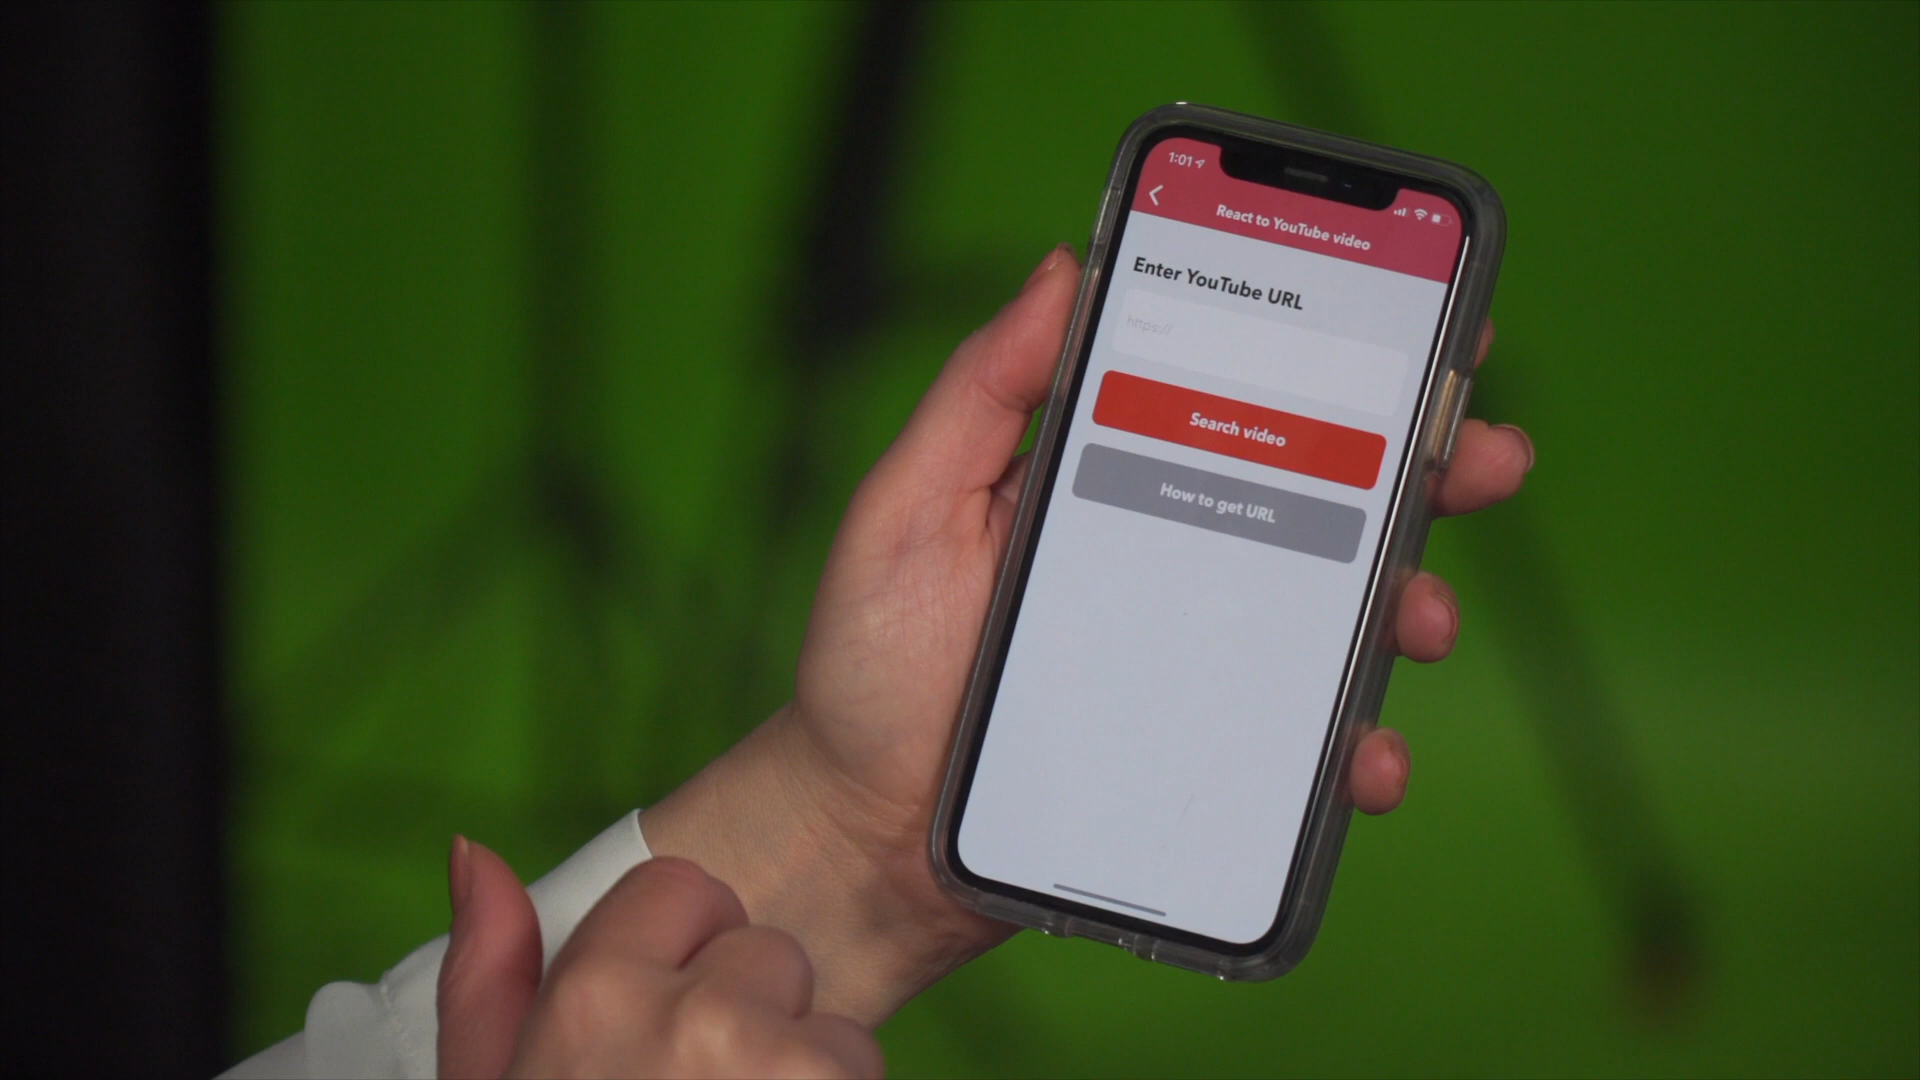 1:01
React to YouTube video
Enter YouTube URL
https://
Search video
How to get URL